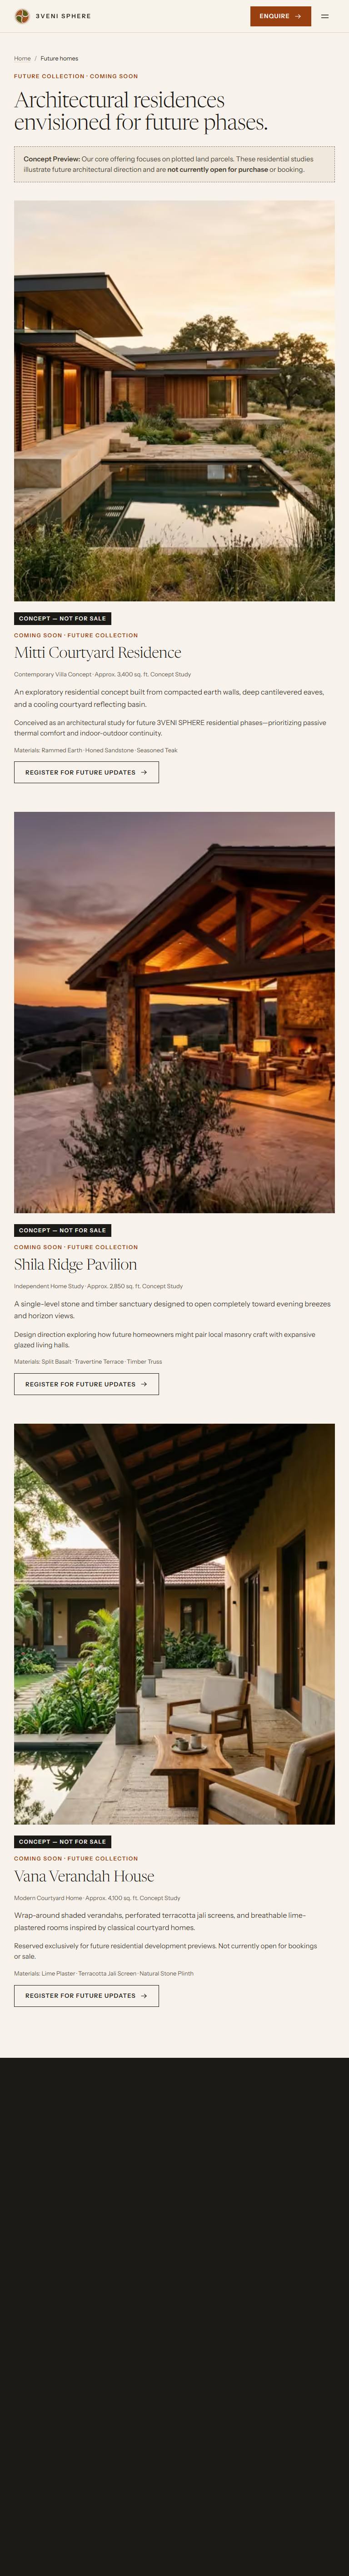 3VENI SPHERE
ENQUIRE →
Home / Future homes
FUTURE COLLECTION · COMING SOON
Architectural residences
envisioned for future phases.
Concept Preview: Our core offering focuses on plotted land parcels. These residential studies
illustrate future architectural direction and are not currently open for purchase or booking.
CONCEPT — NOT FOR SALE
COMING SOON · FUTURE COLLECTION
Mitti Courtyard Residence
Contemporary Villa Concept · Approx. 3,400 sq. ft. Concept Study
An exploratory residential concept built from compacted earth walls, deep cantilevered eaves,
and a cooling courtyard reflecting basin.
Conceived as an architectural study for future 3VENI SPHERE residential phases—prioritizing passive
thermal comfort and indoor-outdoor continuity.
Materials: Rammed Earth · Honed Sandstone · Seasoned Teak
REGISTER FOR FUTURE UPDATES →
CONCEPT — NOT FOR SALE
COMING SOON · FUTURE COLLECTION
Shila Ridge Pavilion
Independent Home Study · Approx. 2,850 sq. ft. Concept Study
A single-level stone and timber sanctuary designed to open completely toward evening breezes
and horizon views.
Design direction exploring how future homeowners might pair local masonry craft with expansive
glazed living halls.
Materials: Split Basalt · Travertine Terrace · Timber Truss
REGISTER FOR FUTURE UPDATES →
CONCEPT — NOT FOR SALE
COMING SOON · FUTURE COLLECTION
Vana Verandah House
Modern Courtyard Home · Approx. 4,100 sq. ft. Concept Study
Wrap-around shaded verandahs, perforated terracotta jali screens, and breathable lime-
plastered rooms inspired by classical courtyard homes.
Reserved exclusively for future residential development previews. Not currently open for bookings
or sale.
Materials: Lime Plaster · Terracotta Jali Screen · Natural Stone Plinth
REGISTER FOR FUTURE UPDATES →